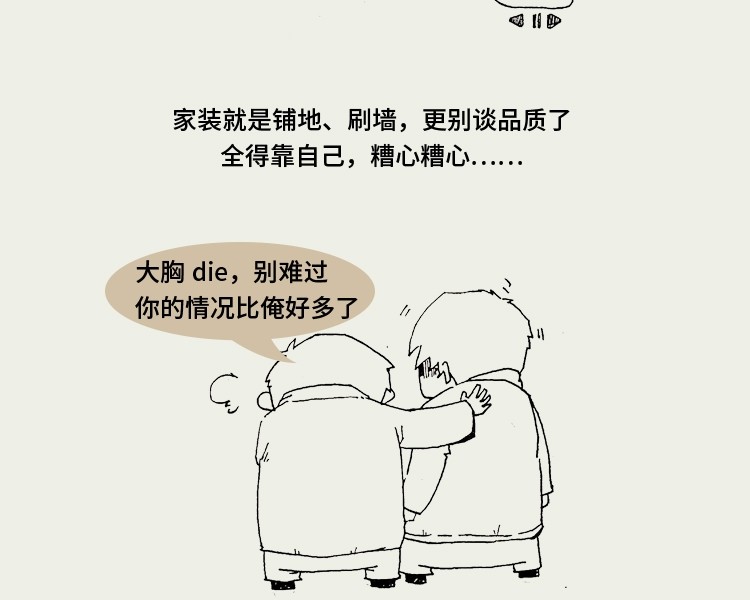 家装就是铺地、刷墙，更别谈品质了
全得靠自己，糟心糟心……
大胸 die，别难过
你的情况比俺好多了